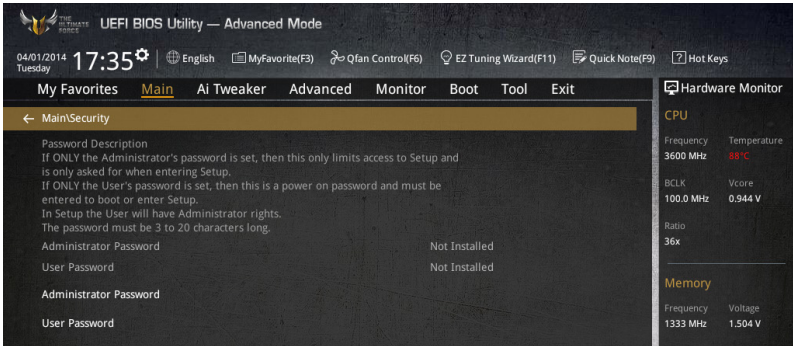 THE
ULTIMATE
FORCE
UEFI BIOS Utility — Advanced Mode
04/01/2014
Tuesday
17:35
English
MyFavorite(F3)
Qfan Control(F6)
EZ Tuning Wizard(F11)
Quick Note(F9)
? Hot Keys
My Favorites Main Ai Tweaker Advanced Monitor Boot Tool Exit
Hardware Monitor
← Main\Security
Password Description
If ONLY the Administrator's password is set, then this only limits access to Setup and
is only asked for when entering Setup.
If ONLY the User's password is set, then this is a power on password and must be
entered to boot or enter Setup.
In Setup the User will have Administrator rights.
The password must be 3 to 20 characters long.
Administrator Password Not Installed
User Password Not Installed
Administrator Password
User Password
CPU
Frequency Temperature
3600 MHz 88°C
BCLK Vcore
100.0 MHz 0.944 V
Ratio
36x
Memory
Frequency Voltage
1333 MHz 1.504 V